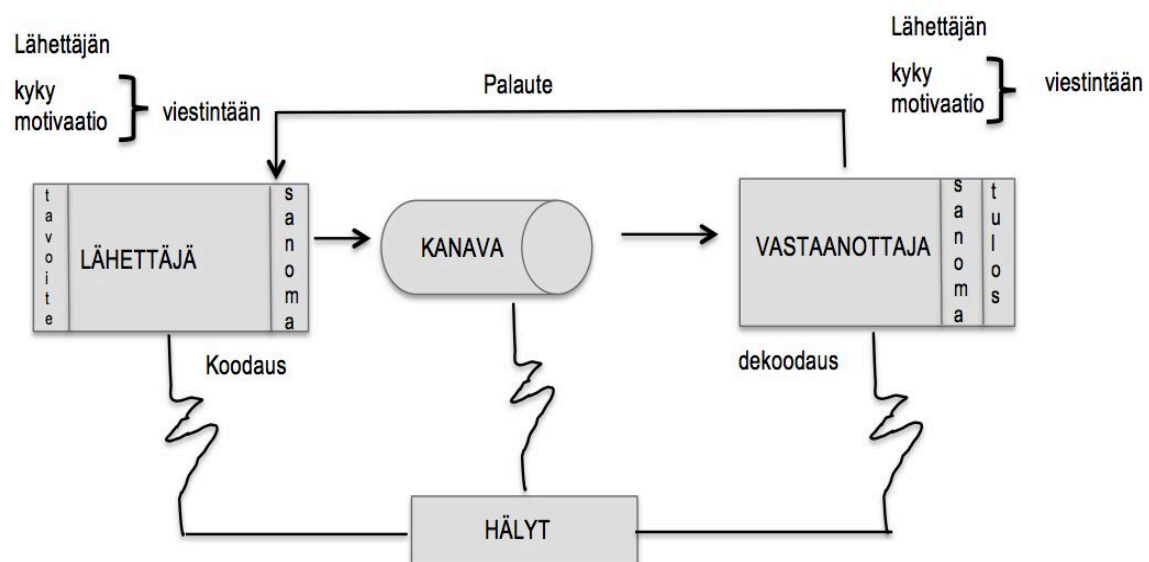 Lähettäjän
kyky
motivaatio
viestintään
Palaute
Lähettäjän
kyky
motivaatio
viestintään
tavoite
LÄHETTÄJÄ
sanoma
KANAVA
VASTAANOTTAJA
sanoma
tulos
Koodaus
dekoodaus
HÄLYT